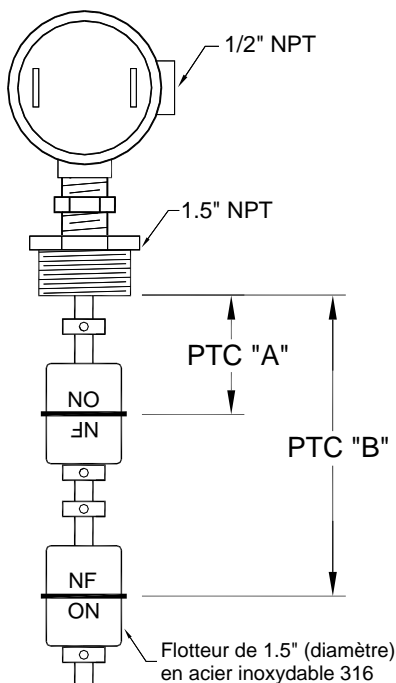 1/2" NPT
1.5" NPT
PTC "A"
NO
NF
PTC "B"
NF
ON
Flotteur de 1.5" (diamètre)
en acier inoxydable 316